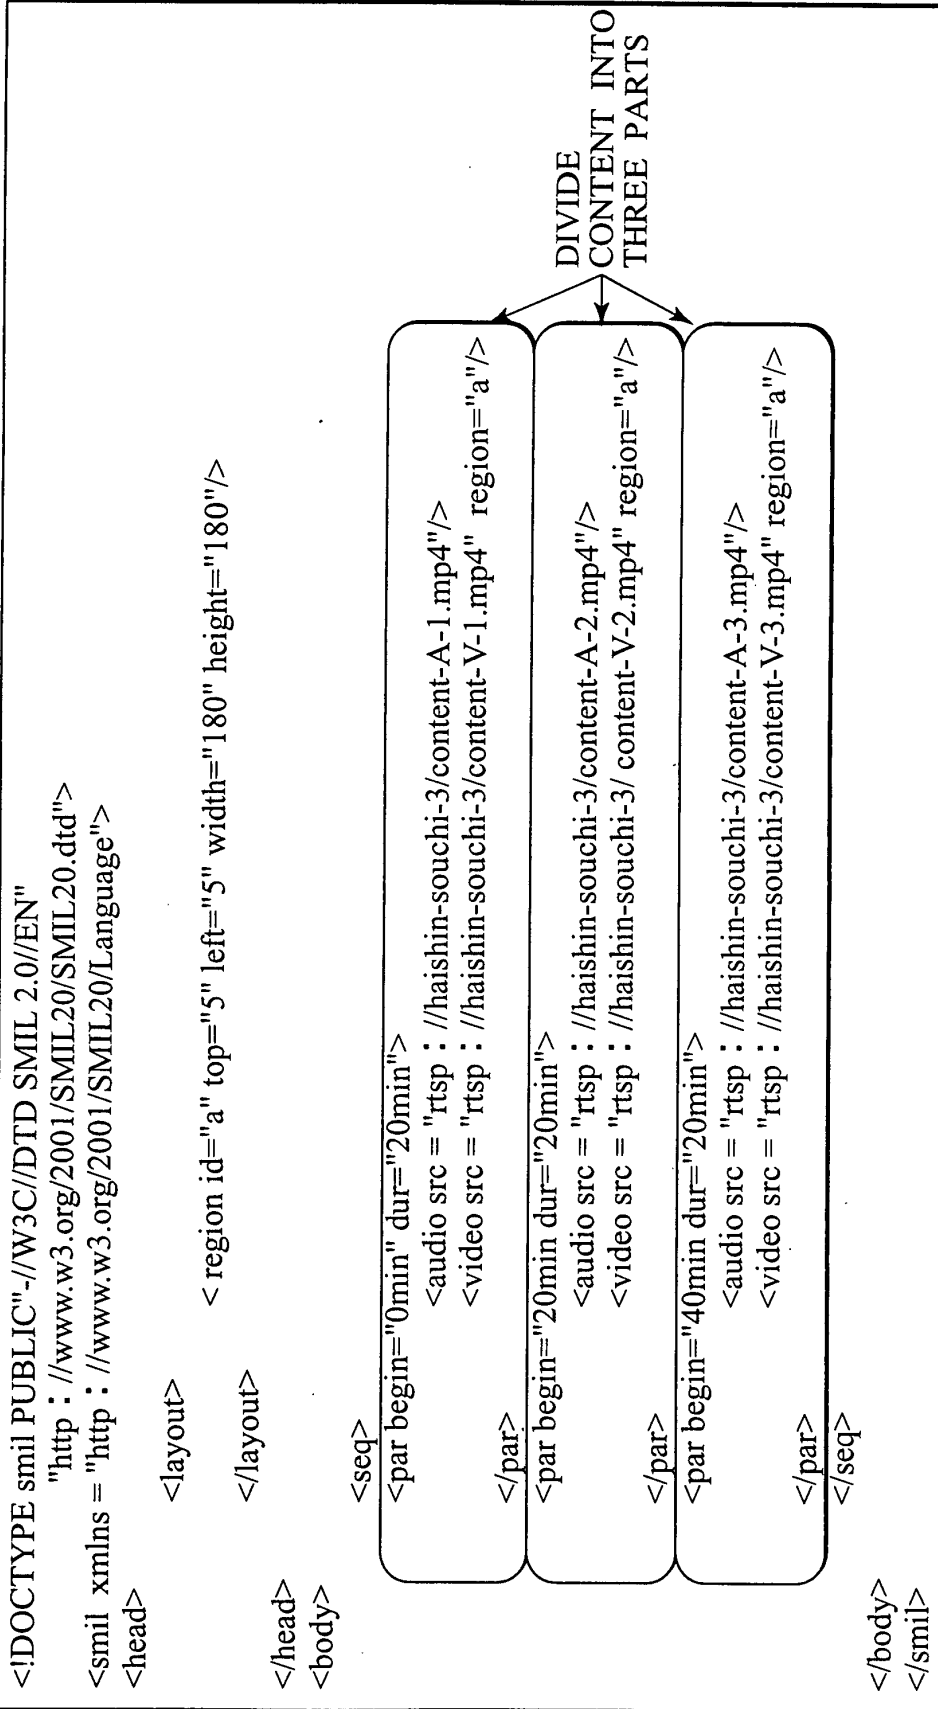 <!DOCTYPE smil PUBLIC"-//W3C//DTD SMIL 2.0//EN"
"http : //www.w3.org/2001/SMIL20/SMIL20.dtd">
<smil xmlns = "http : //www.w3.org/2001/SMIL20/Language">
<head>
<layout>
< region id="a" top="5" left="5" width="180" height="180"/>
</layout>
</head>
<body>
<seq>
<par begin="0min" dur="20min">
<audio src = "rtsp : //haishin-souchi-3/content-A-1.mp4"/>
<video src = "rtsp : //haishin-souchi-3/content-V-1.mp4" region="a"/>
</par>
<par begin="20min dur="20min">
<audio src = "rtsp : //haishin-souchi-3/content-A-2.mp4"/>
<video src = "rtsp : //haishin-souchi-3/ content-V-2.mp4" region="a"/>
</par>
<par begin="40min dur="20min">
<audio src = "rtsp : //haishin-souchi-3/content-A-3.mp4"/>
<video src = "rtsp : //haishin-souchi-3/content-V-3.mp4" region="a"/>
</par>
</seq>
</body>
</smil>
DIVIDE
CONTENT INTO
THREE PARTS